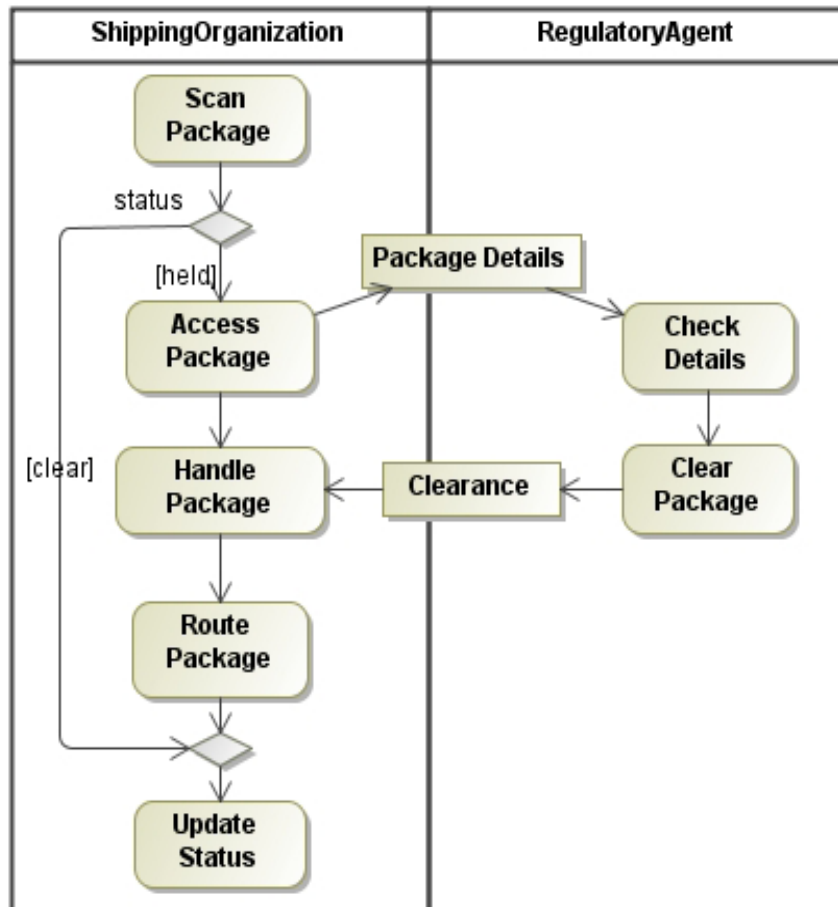 ShippingOrganization
RegulatoryAgent
Scan
Package
status
Package Details
[held]
Access
Package
Check
Details
[clear]
Handle
Package
Clearance
Clear
Package
Route
Package
Update
Status